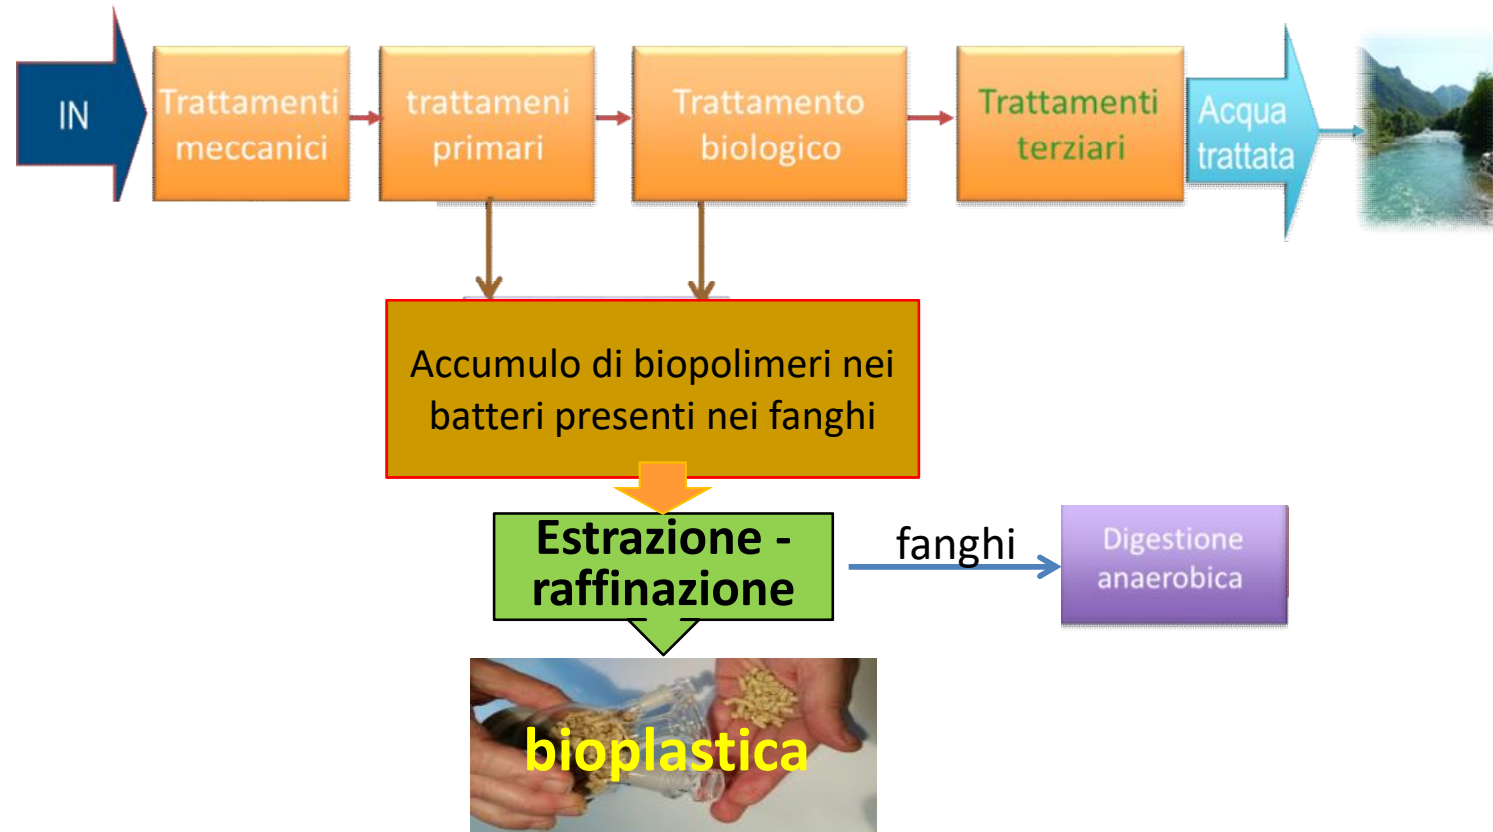 IN
Trattamenti
meccanici
trattameni
primari
Trattamento
biologico
Trattamenti
terziari
Acqua
trattata
Accumulo di biopolimeri nei
batteri presenti nei fanghi
Estrazione -
raffinazione
fanghi
Digestione
anaerobica
bioplastica